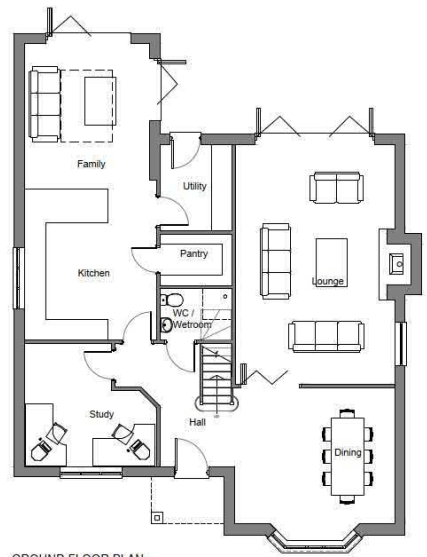 Family
Utility
Pantry
Kitchen
Lounge
WC /
Wetroom
Study
Hall
Dining
GROUND FLOOR PLAN